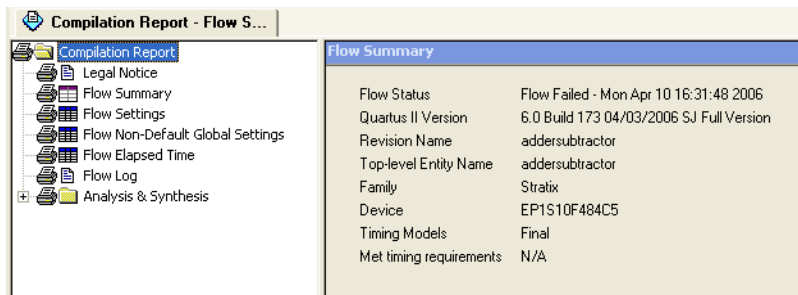 Compilation Report - Flow S...
Compilation Report
Legal Notice
Flow Summary
Flow Settings
Flow Non-Default Global Settings
Flow Elapsed Time
Flow Log
Analysis & Synthesis
Flow Summary
Flow Status Flow Failed - Mon Apr 10 16:31:48 2006
Quartus II Version 6.0 Build 173 04/03/2006 SJ Full Version
Revision Name addersubtractor
Top-level Entity Name addersubtractor
Family Stratix
Device EP1S10F484C5
Timing Models Final
Met timing requirements N/A